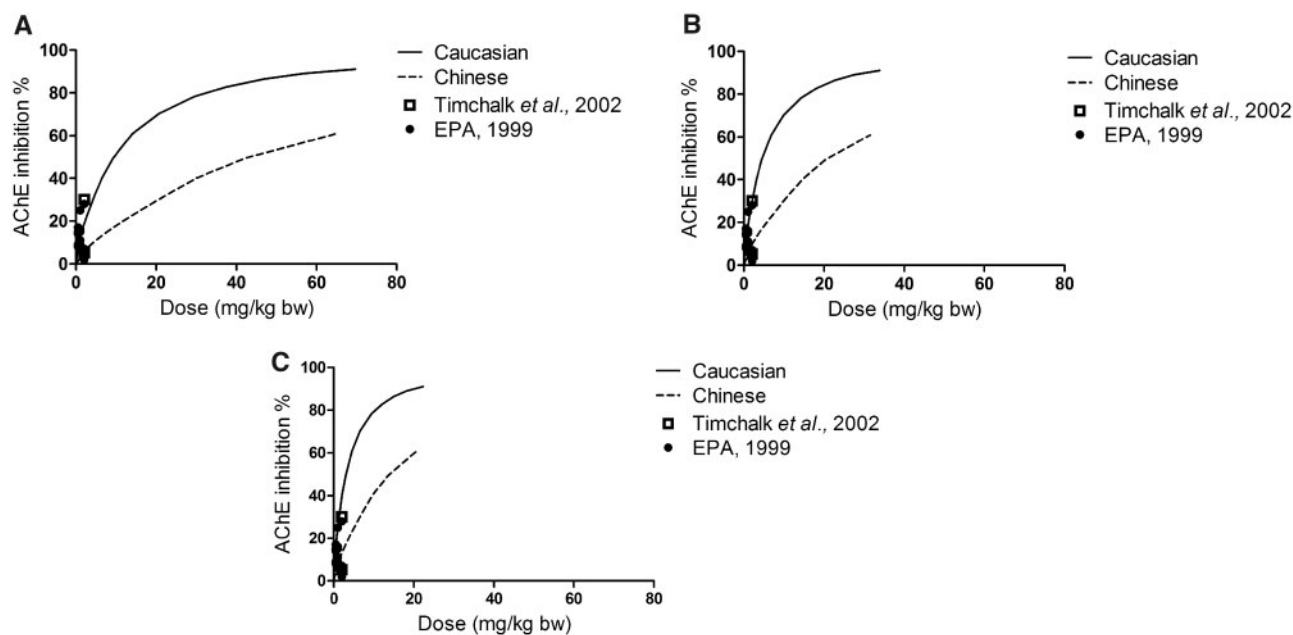 A
AChE inhibition %
100
80
60
40
20
0
0 20 40 60 80
Dose (mg/kg bw)
Caucasian
Chinese
Timchalk et al., 2002
EPA, 1999
B
AChE inhibition %
100
80
60
40
20
0
0 20 40 60 80
Dose (mg/kg bw)
Caucasian
Chinese
Timchalk et al., 2002
EPA, 1999
C
AChE inhibition %
100
80
60
40
20
0
0 20 40 60 80
Dose (mg/kg bw)
Caucasian
Chinese
Timchalk et al., 2002
EPA, 1999